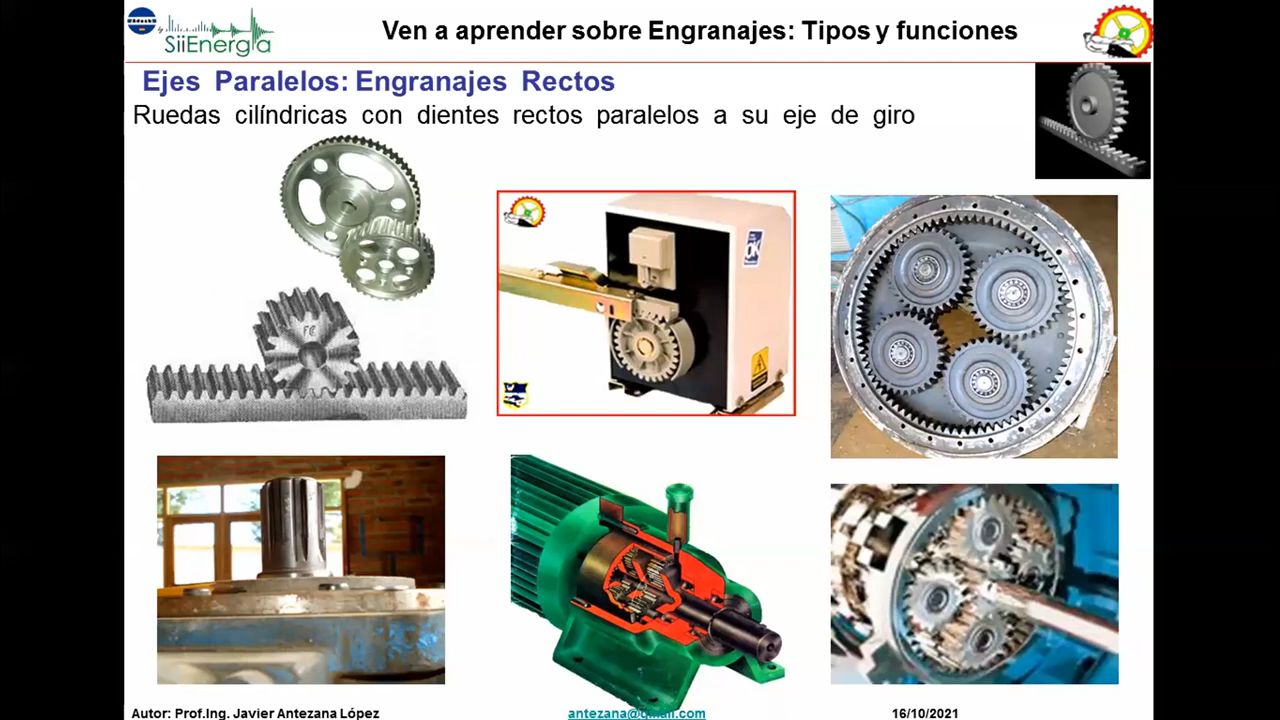 SiiEnergía
Ven a aprender sobre Engranajes: Tipos y funciones
Ejes Paralelos: Engranajes Rectos
Ruedas cilíndricas con dientes rectos paralelos a su eje de giro
Autor: Prof.Ing. Javier Antezana López
16/10/2021